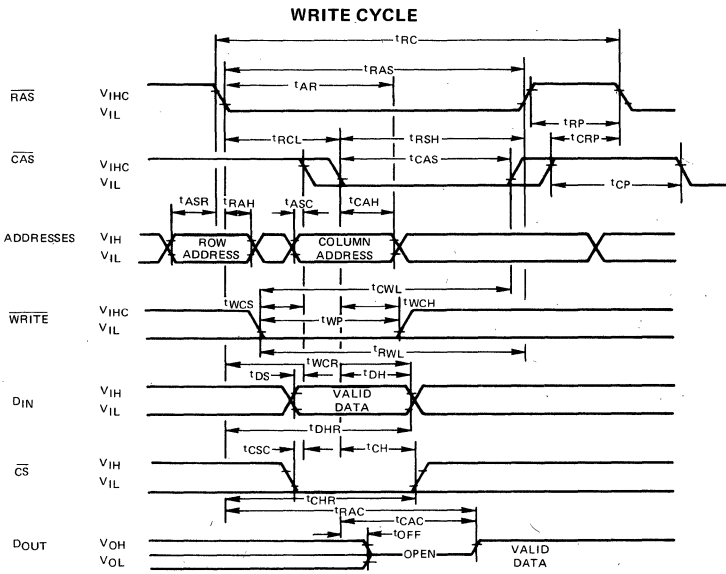 WRITE CYCLE
tRC
tRAS
tAR
RAS VIHC
VIL
tRP
tRCL tRSH tCRP
CAS VIHC
VIL
tCAS
tCP
tASR tRAH tASC tCAH
ADDRESSES VIH
VIL
ROW ADDRESS
COLUMN ADDRESS
tCWL
tWCS tWCH
WRITE VIHC
VIL
tWP
tRWL
tWCR
tDS tDH
DIN VIH
VIL
VALID DATA
tDHR
tCSC tCH
CS VIH
VIL
tCHR
tRAC
tCAC
tOFF
DOUT VOH
VOL
OPEN
VALID DATA